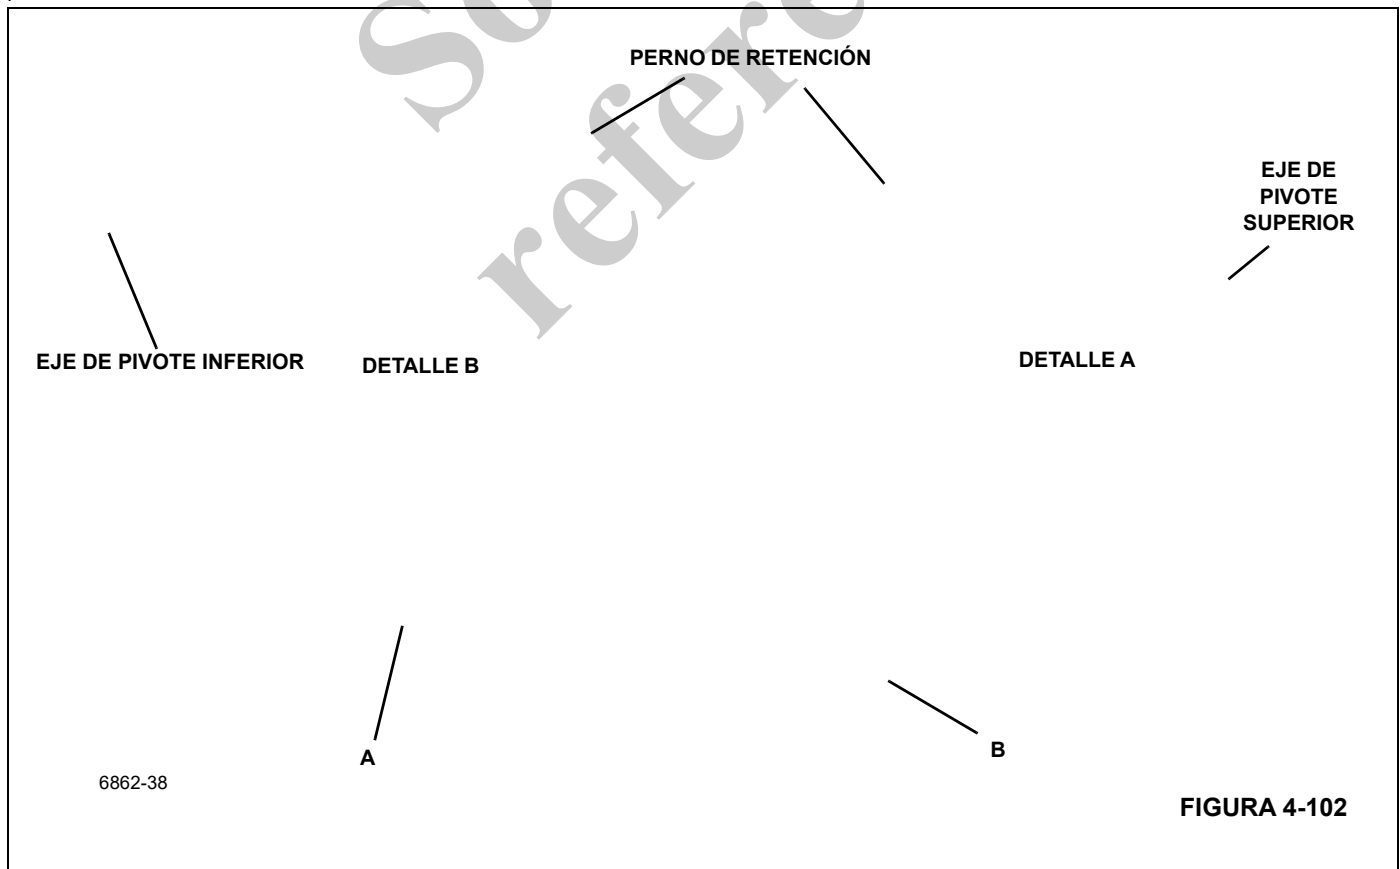 PERNO DE RETENCIÓN
EJE DE
PIVOTE
SUPERIOR
EJE DE PIVOTE INFERIOR
DETALLE B
DETALLE A
A
B
6862-38
FIGURA 4-102